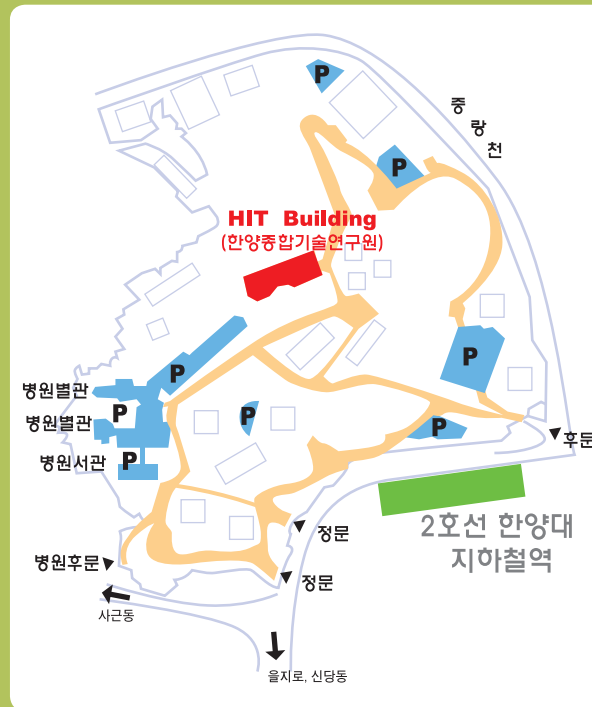 P
중
랑
천
P
HIT Building
(한양종합기술연구원)
P
P
병원별관
P
P
병원별관
P
후문
병원서관
P
2호선 한양대
지하철역
정문
병원후문
정문
사근동
을지로, 신당동